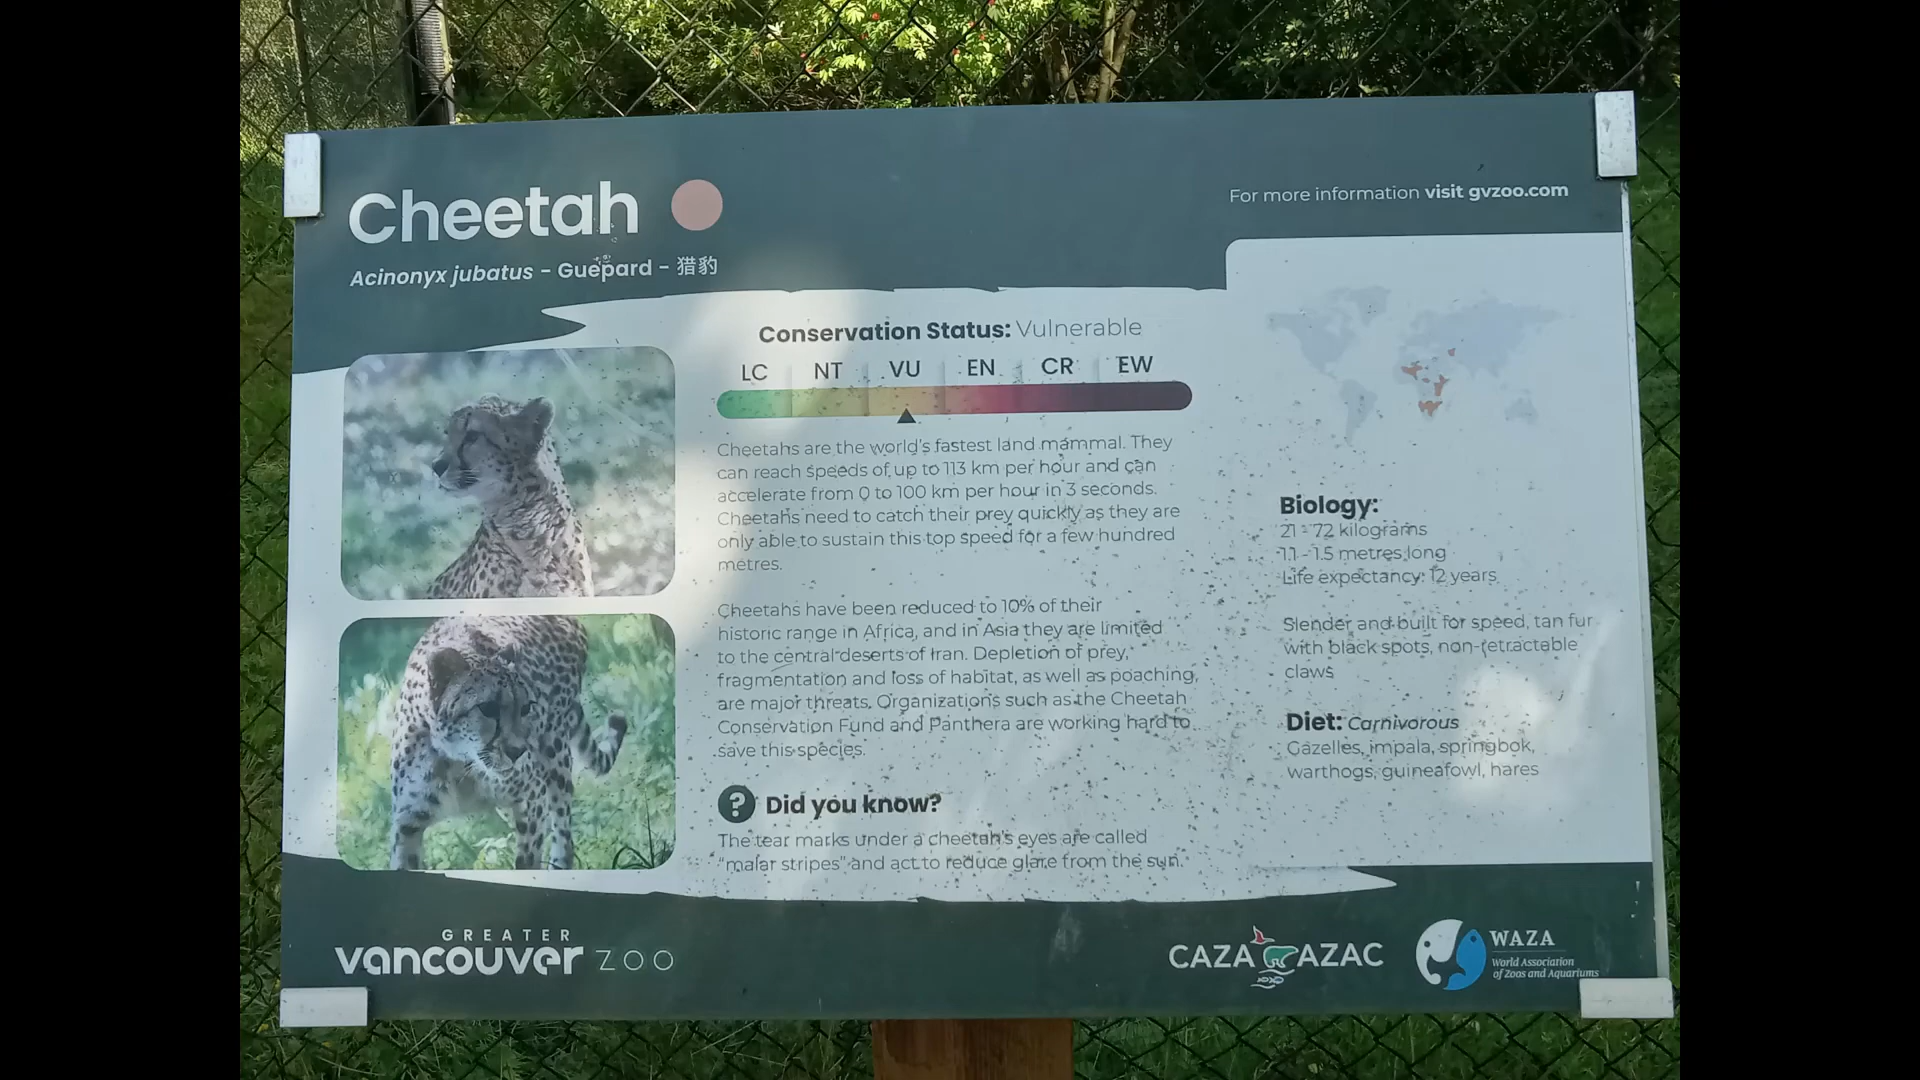 Cheetah
Acinonyx jubatus - Guépard - 猎豹
For more information visit gvzoo.com
Conservation Status: Vulnerable
LC NT VU EN CR EW
Cheetahs are the world's fastest land mammal. They
can reach speeds of up to 113 km per hour and can
accelerate from 0 to 100 km per hour in 3 seconds.
Cheetahs need to catch their prey quickly as they are
only able to sustain this top speed for a few hundred
metres.
Cheetahs have been reduced to 10% of their
historic range in Africa, and in Asia they are limited
to the central deserts of Iran. Depletion of prey,
fragmentation and loss of habitat, as well as poaching,
are major threats. Organizations such as the Cheetah
Conservation Fund and Panthera are working hard to
save this species.
? Did you know?
The tear marks under a cheetah's eyes are called
"malar stripes" and act to reduce glare from the sun.
Biology:
21 - 72 kilograms
1.1 - 1.5 metres long
Life expectancy: 12 years
Slender and built for speed, tan fur
with black spots, non-retractable
claws
Diet: Carnivorous
Gazelles, impala, springbok,
warthogs, guineafowl, hares
GREATER
vancouver ZOO
CAZA AZAC
WAZA
World Association
of Zoos and Aquariums